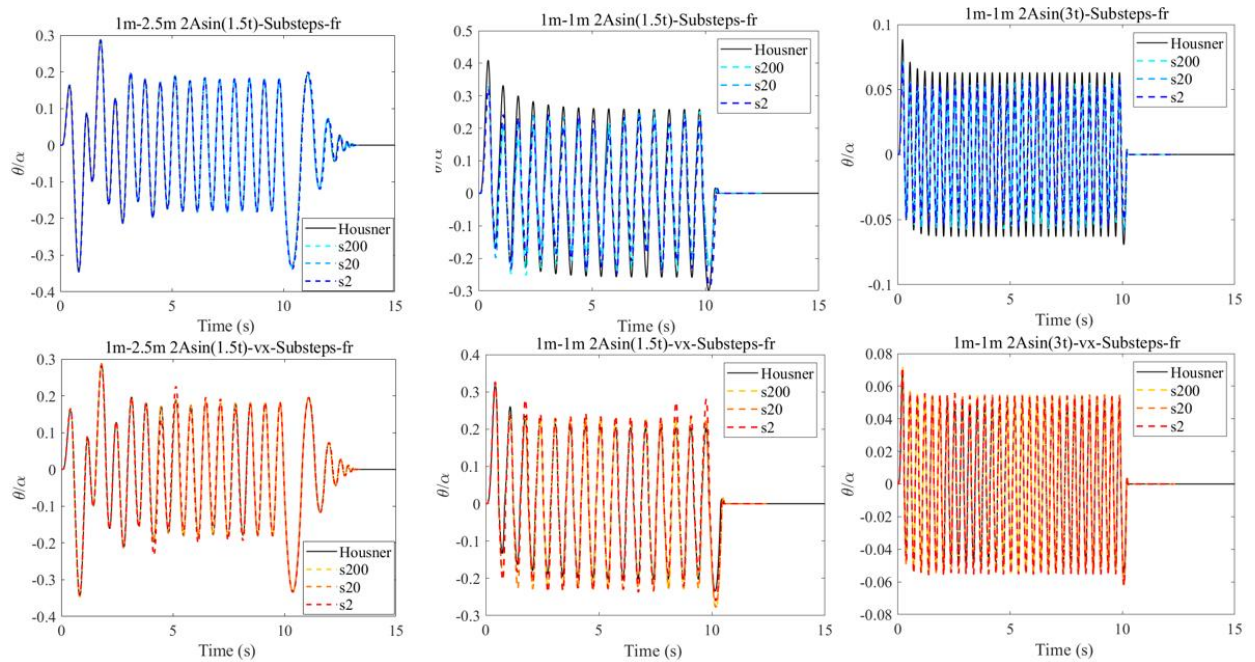 1m-2.5m 2Asin(1.5t)-Substeps-fr
0.3
0.2
0.1
0
-0.1
-0.2
-0.3
-0.4
θ/α
Housner
s200
s20
s2
0
5
10
15
Time (s)
1m-1m 2Asin(1.5t)-Substeps-fr
0.5
0.4
0.3
0.2
0.1
0
-0.1
-0.2
-0.3
θ/α
Housner
s200
s20
s2
0
5
10
15
Time (s)
1m-1m 2Asin(3t)-Substeps-fr
0.1
0.05
0
-0.05
-0.1
θ/α
Housner
s200
s20
s2
0
5
10
15
Time (s)
1m-2.5m 2Asin(1.5t)-vx-Substeps-fr
0.3
0.2
0.1
0
-0.1
-0.2
-0.3
-0.4
θ/α
Housner
s200
s20
s2
0
5
10
15
Time (s)
1m-1m 2Asin(1.5t)-vx-Substeps-fr
0.4
0.3
0.2
0.1
0
-0.1
-0.2
-0.3
θ/α
Housner
s200
s20
s2
0
5
10
15
Time (s)
1m-1m 2Asin(3t)-vx-Substeps-fr
0.08
0.06
0.04
0.02
0
-0.02
-0.04
-0.06
-0.08
θ/α
Housner
s200
s20
s2
0
5
10
15
Time (s)